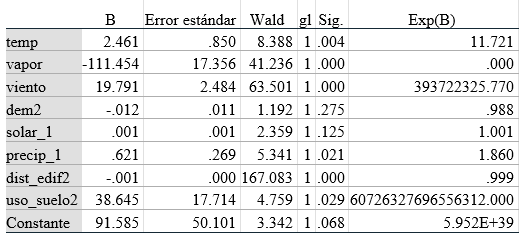 B Error estándar Wald gl Sig. Exp(B)
temp 2.461 .850 8.388 1 .004 11.721
vapor -111.454 17.356 41.236 1 .000 .000
viento 19.791 2.484 63.501 1 .000 393722325.770
dem2 -.012 .011 1.192 1 .275 .988
solar_1 .001 .001 2.359 1 .125 1.001
precip_1 .621 .269 5.341 1 .021 1.860
dist_edif2 -.001 .000 167.083 1 .000 .999
uso_suelo2 38.645 17.714 4.759 1 .029 60726327696556312.000
Constante 91.585 50.101 3.342 1 .068 5.952E+39